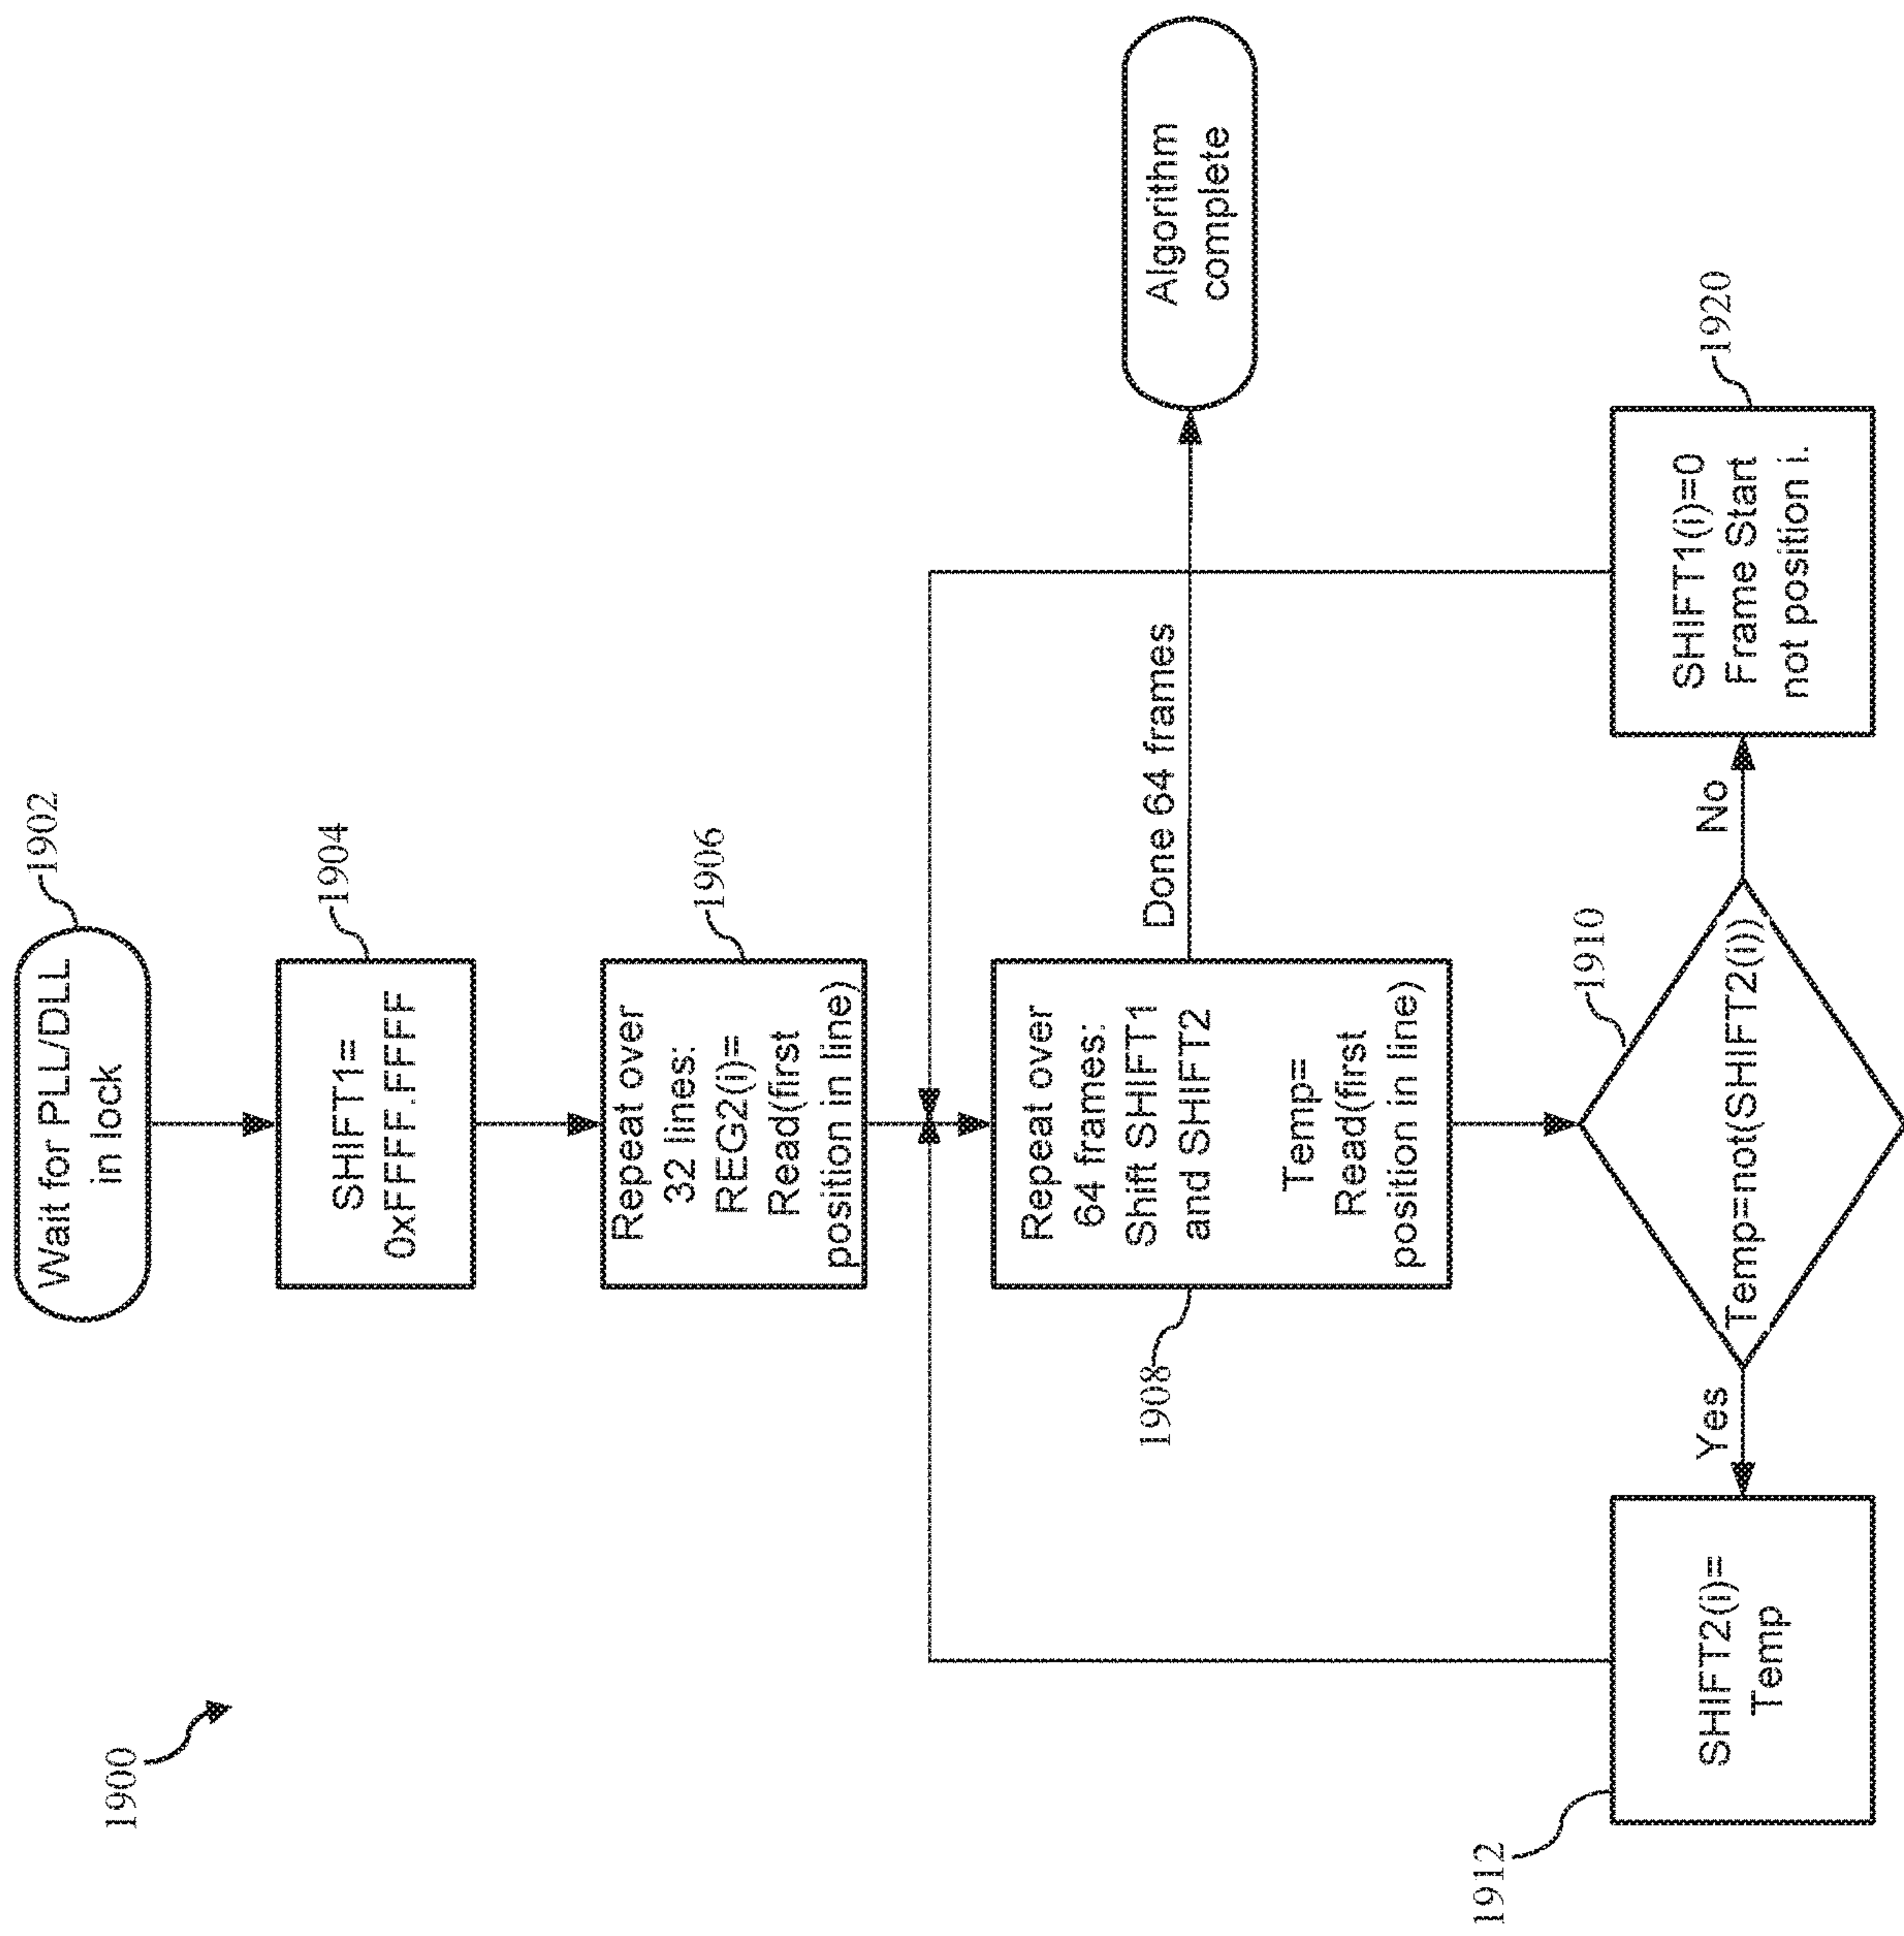 1900
Wait for PLL/DLL
in lock
1902
SHIFT1=
0xFFFF.FFFF
1904
Repeat over
32 lines:
REG2(i)=
Read(first
position in line)
1906
Repeat over
64 frames:
Shift SHIFT1
and SHIFT2
Temp=
Read(first
position in line)
1908
Done 64 frames
Algorithm
complete
Temp=not(SHIFT2(i))
1910
Yes
No
SHIFT2(i)=
Temp
1912
SHIFT1(i)=0
Frame Start
not position i.
1920